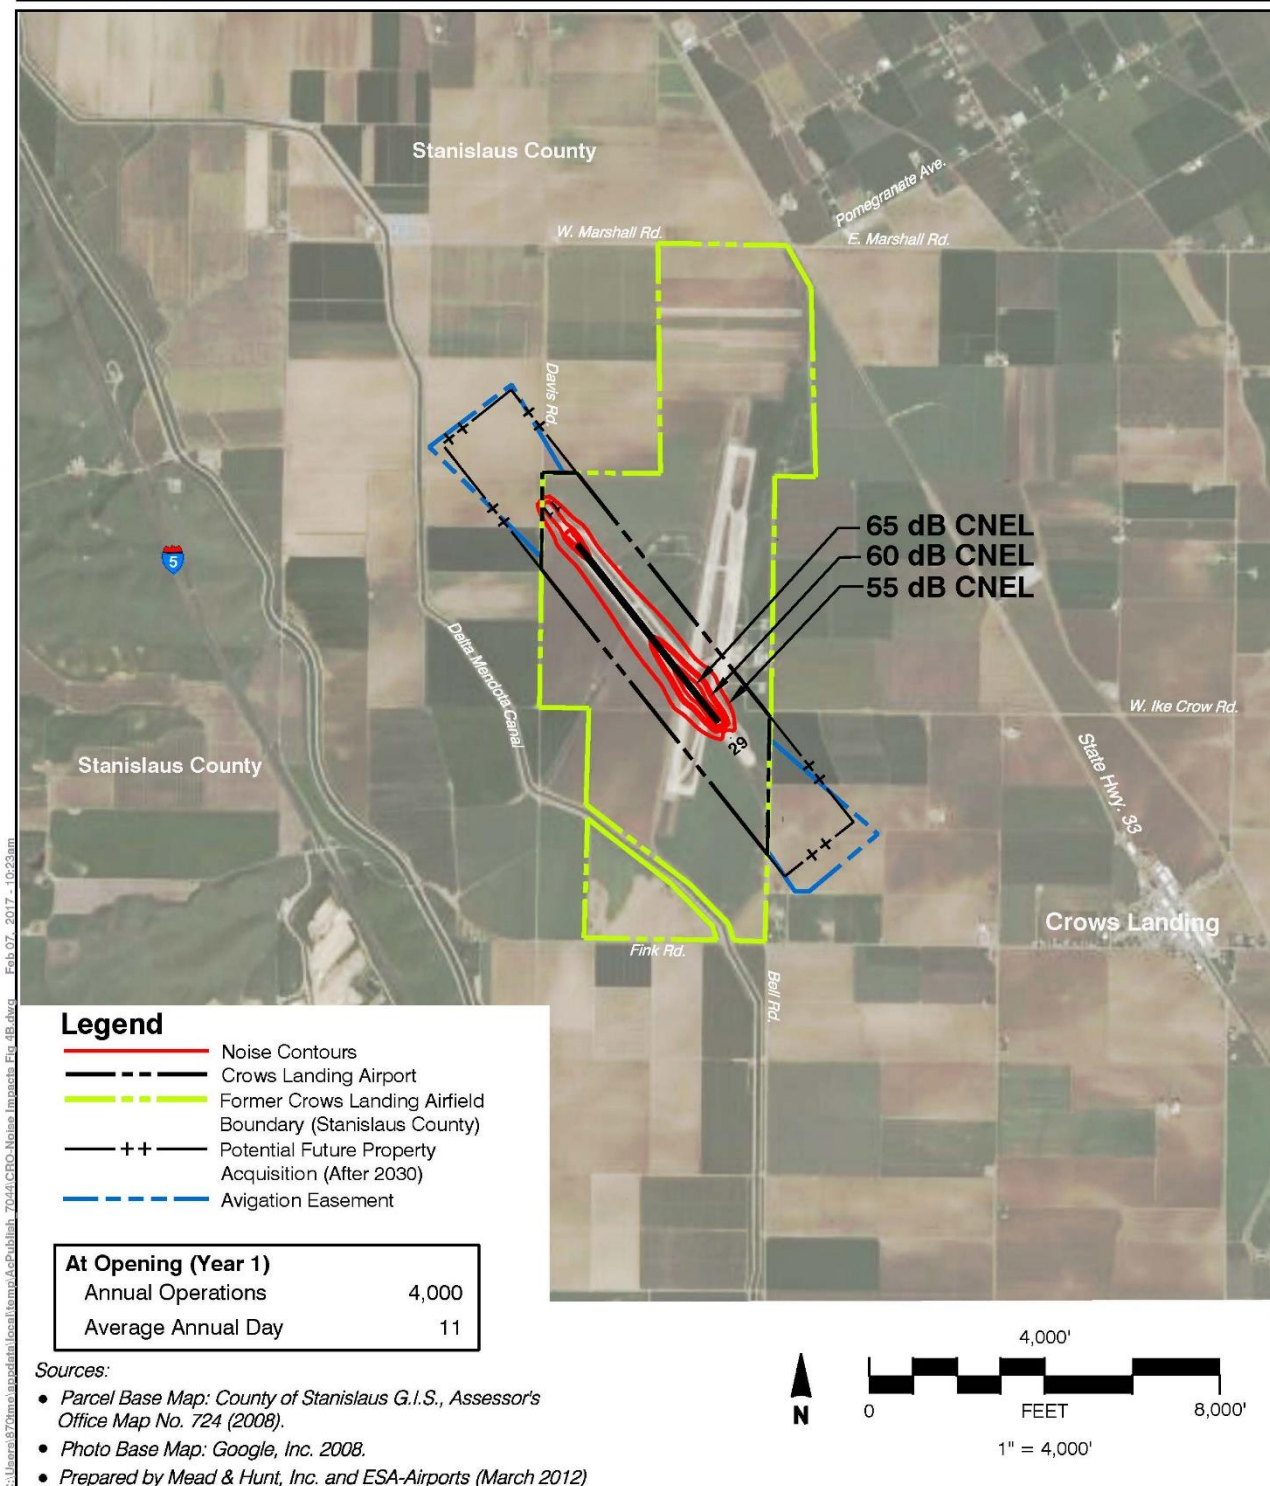 Stanislaus County
Pomegranate Ave.
W. Marshall Rd.
E. Marshall Rd.
Davis Rd.
11
65 dB CNEL
60 dB CNEL
55 dB CNEL
5
Delta Mendota Canal
W. Ike Crow Rd.
29
State Hwy. 33
Stanislaus County
Crows Landing
Fink Rd.
Bell Rd.
Legend
Noise Contours
Crows Landing Airport
Former Crows Landing Airfield
Boundary (Stanislaus County)
Potential Future Property
Acquisition (After 2030)
Avigation Easement
At Opening (Year 1)
Annual Operations 4,000
Average Annual Day 11
Sources:
• Parcel Base Map: County of Stanislaus G.I.S., Assessor's
Office Map No. 724 (2008).
• Photo Base Map: Google, Inc. 2008.
• Prepared by Mead & Hunt, Inc. and ESA-Airports (March 2012)
N
4,000'
0 FEET 8,000'
1" = 4,000'
Feb 07, 2017 - 10:23am